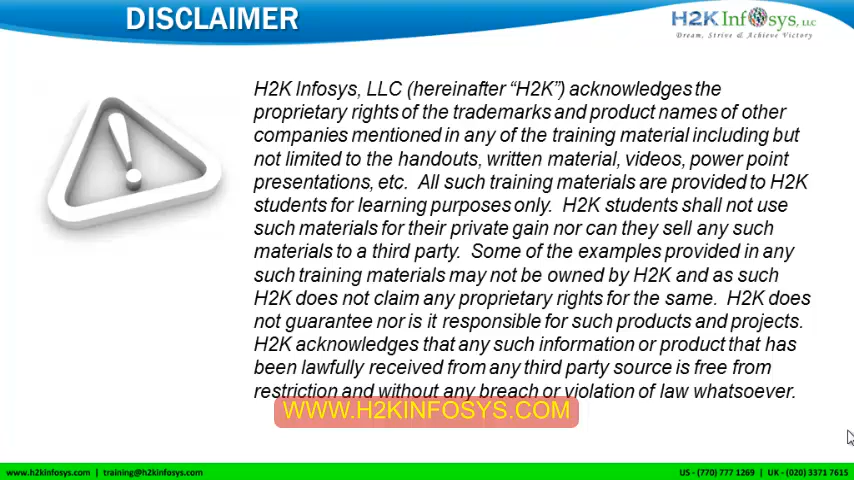 DISCLAIMER
H2K Infosys, LLC
Dream, Strive & Achieve Victory
H2K Infosys, LLC (hereinafter “H2K”) acknowledges the
proprietary rights of the trademarks and product names of other
companies mentioned in any of the training material including but
not limited to the handouts, written material, videos, power point
presentations, etc.  All such training materials are provided to H2K
students for learning purposes only.  H2K students shall not use
such materials for their private gain nor can they sell any such
materials to a third party.  Some of the examples provided in any
such training materials may not be owned by H2K and as such
H2K does not claim any proprietary rights for the same.  H2K does
not guarantee nor is it responsible for such products and projects.
H2K acknowledges that any such information or product that has
been lawfully received from any third party source is free from
restriction and without any breach or violation of law whatsoever.
WWW.H2KINFOSYS.COM
www.h2kinfosys.com | training@h2kinfosys.com
US - (770) 777 1269 | UK - (020) 3371 7615